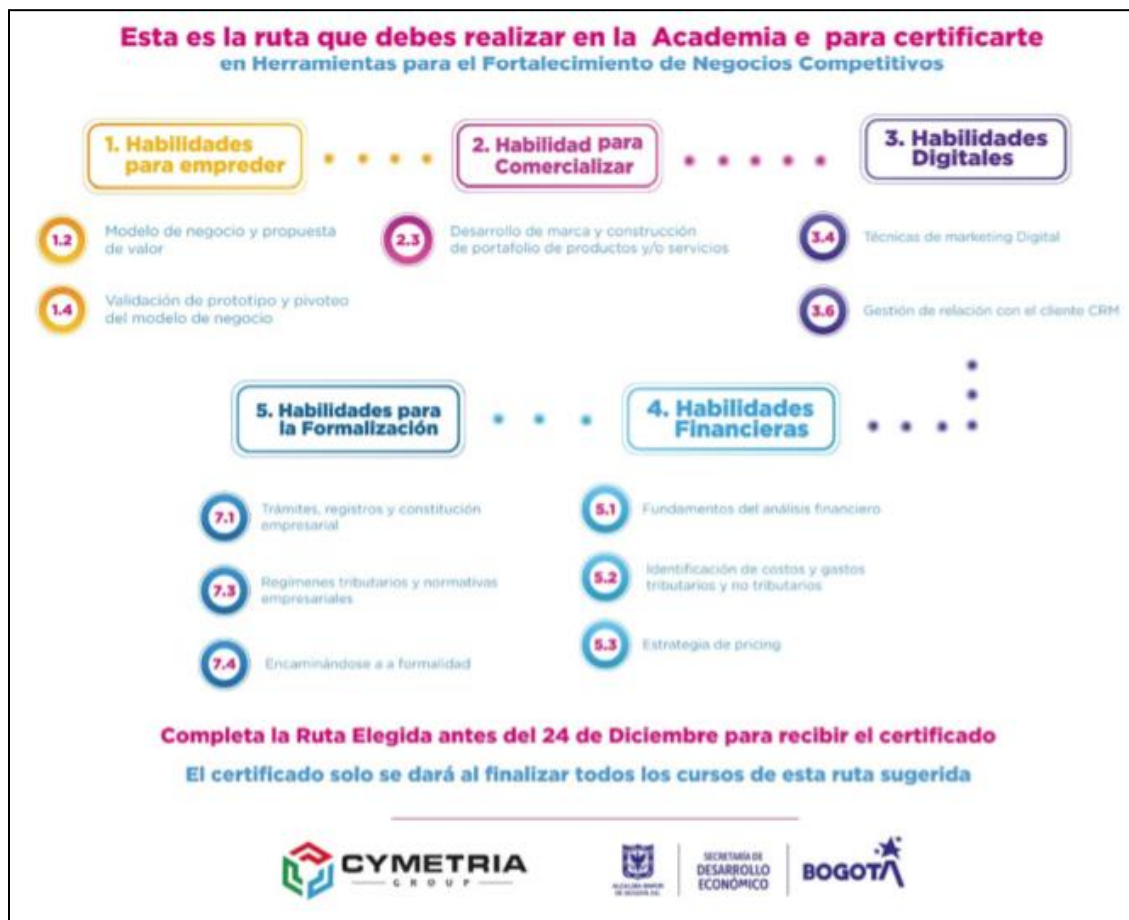 Esta es la ruta que debes realizar en la Academia e para certificarte
en Herramientas para el Fortalecimiento de Negocios Competitivos
1. Habilidades
para empreder
2. Habilidad para
Comercializar
3. Habilidades
Digitales
1.2
Modelo de negocio y propuesta
de valor
1.4
Validación de prototipo y pivoteo
del modelo de negocio
2.3
Desarrollo de marca y construcción
de portafolio de productos y/o servicios
3.4
Técnicas de marketing Digital
3.6
Gestión de relación con el cliente CRM
5. Habilidades para
la Formalización
4. Habilidades
Financieras
7.1
Trámites, registros y constitución
empresarial
7.3
Regímenes tributarios y normativas
empresariales
7.4
Encaminándose a a formalidad
5.1
Fundamentos del análisis financiero
5.2
Identificación de costos y gastos
tributarios y no tributarios
5.3
Estrategia de pricing
Completa la Ruta Elegida antes del 24 de Diciembre para recibir el certificado
El certificado solo se dará al finalizar todos los cursos de esta ruta sugerida
CYMETRIA
GROUP
ALCALDÍA MAYOR
DE BOGOTÁ D.C.
SECRETARÍA DE
DESARROLLO
ECONÓMICO
BOGOTÁ